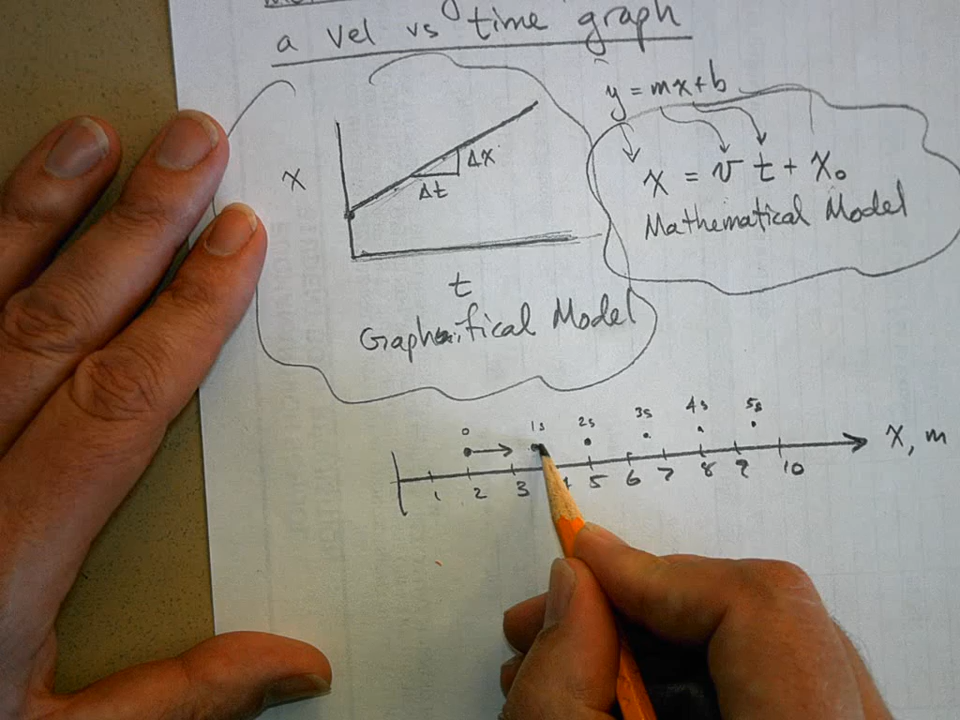 a vel vs time graph
y = mx + b
x = v t + x₀
Mathematical Model
x
Δx
Δt
t
Model
0 1s 2s 3s 4s 5s
x, m
1 2 3 4 5 6 7 8 9 10